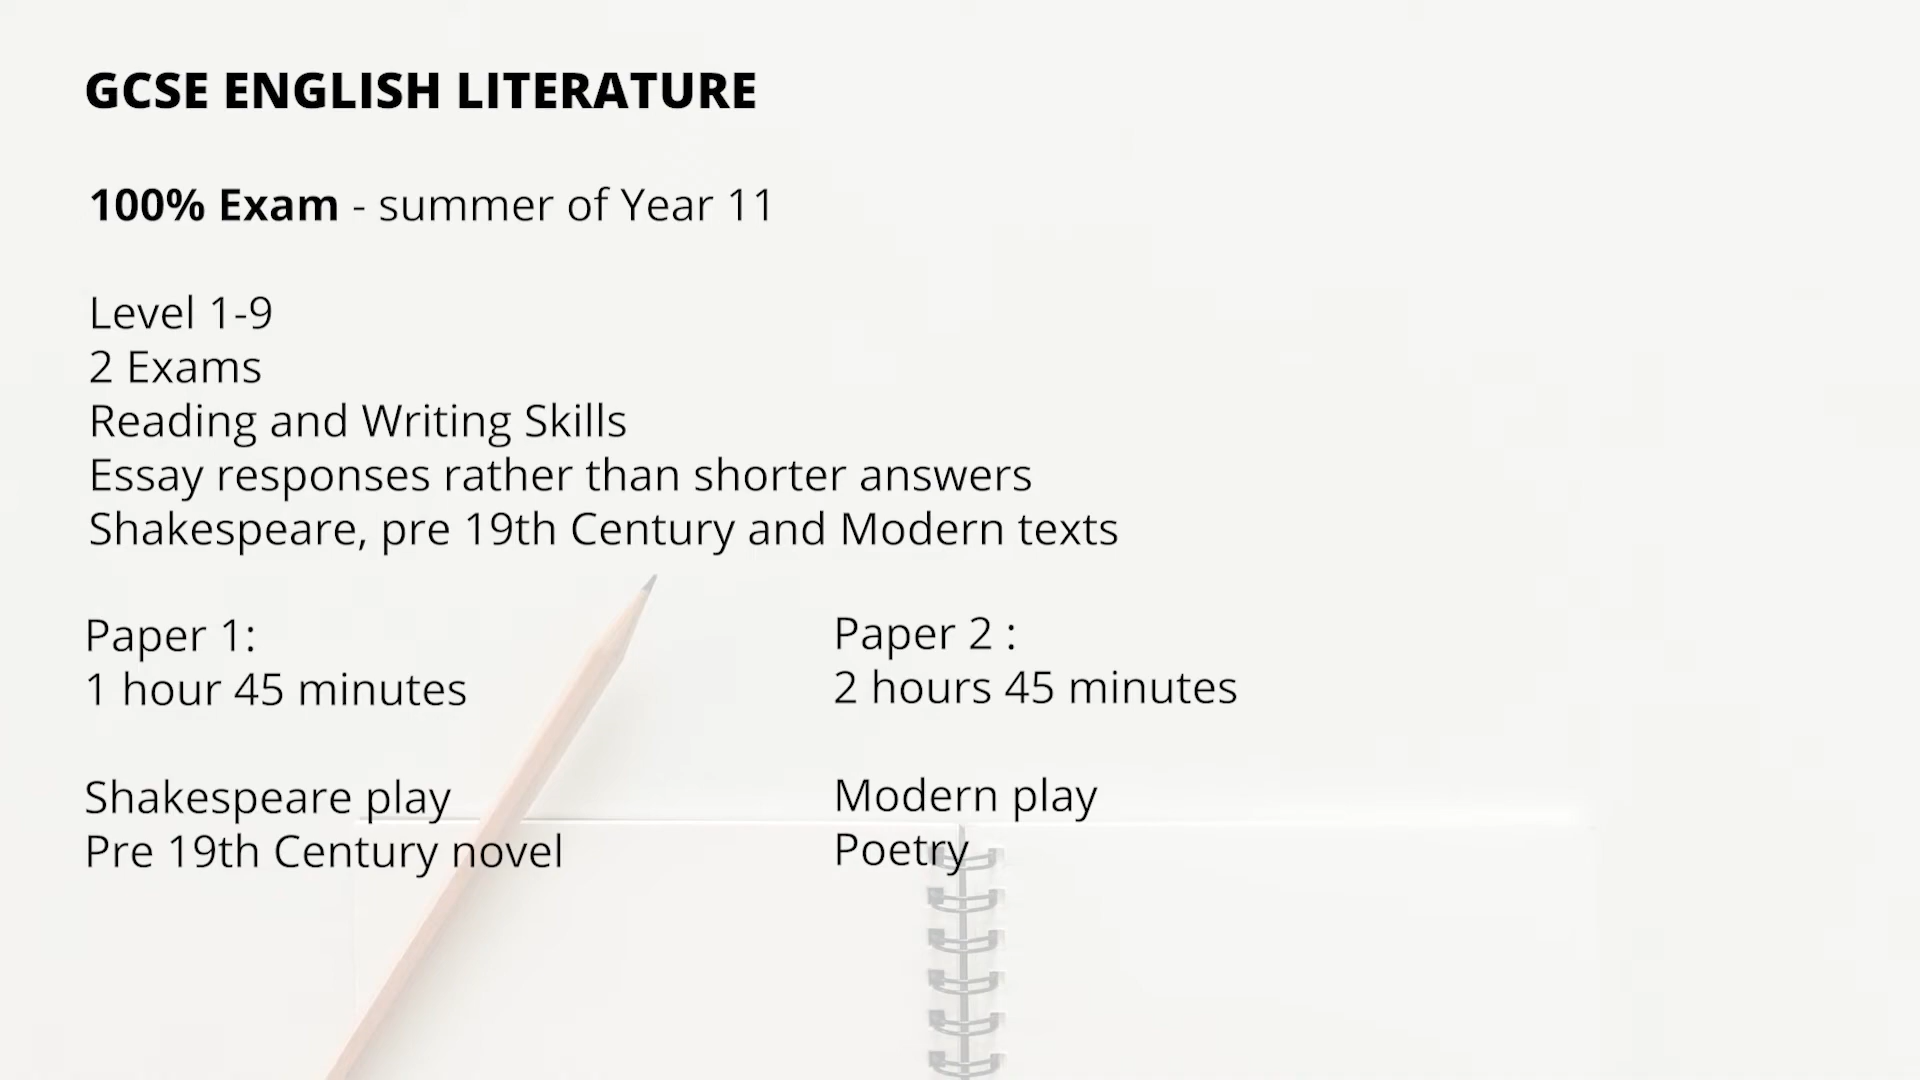 GCSE ENGLISH LITERATURE
100% Exam - summer of Year 11
Level 1-9
2 Exams
Reading and Writing Skills
Essay responses rather than shorter answers
Shakespeare, pre 19th Century and Modern texts
Paper 1:
1 hour 45 minutes
Shakespeare play
Pre 19th Century novel
Paper 2 :
2 hours 45 minutes
Modern play
Poetry